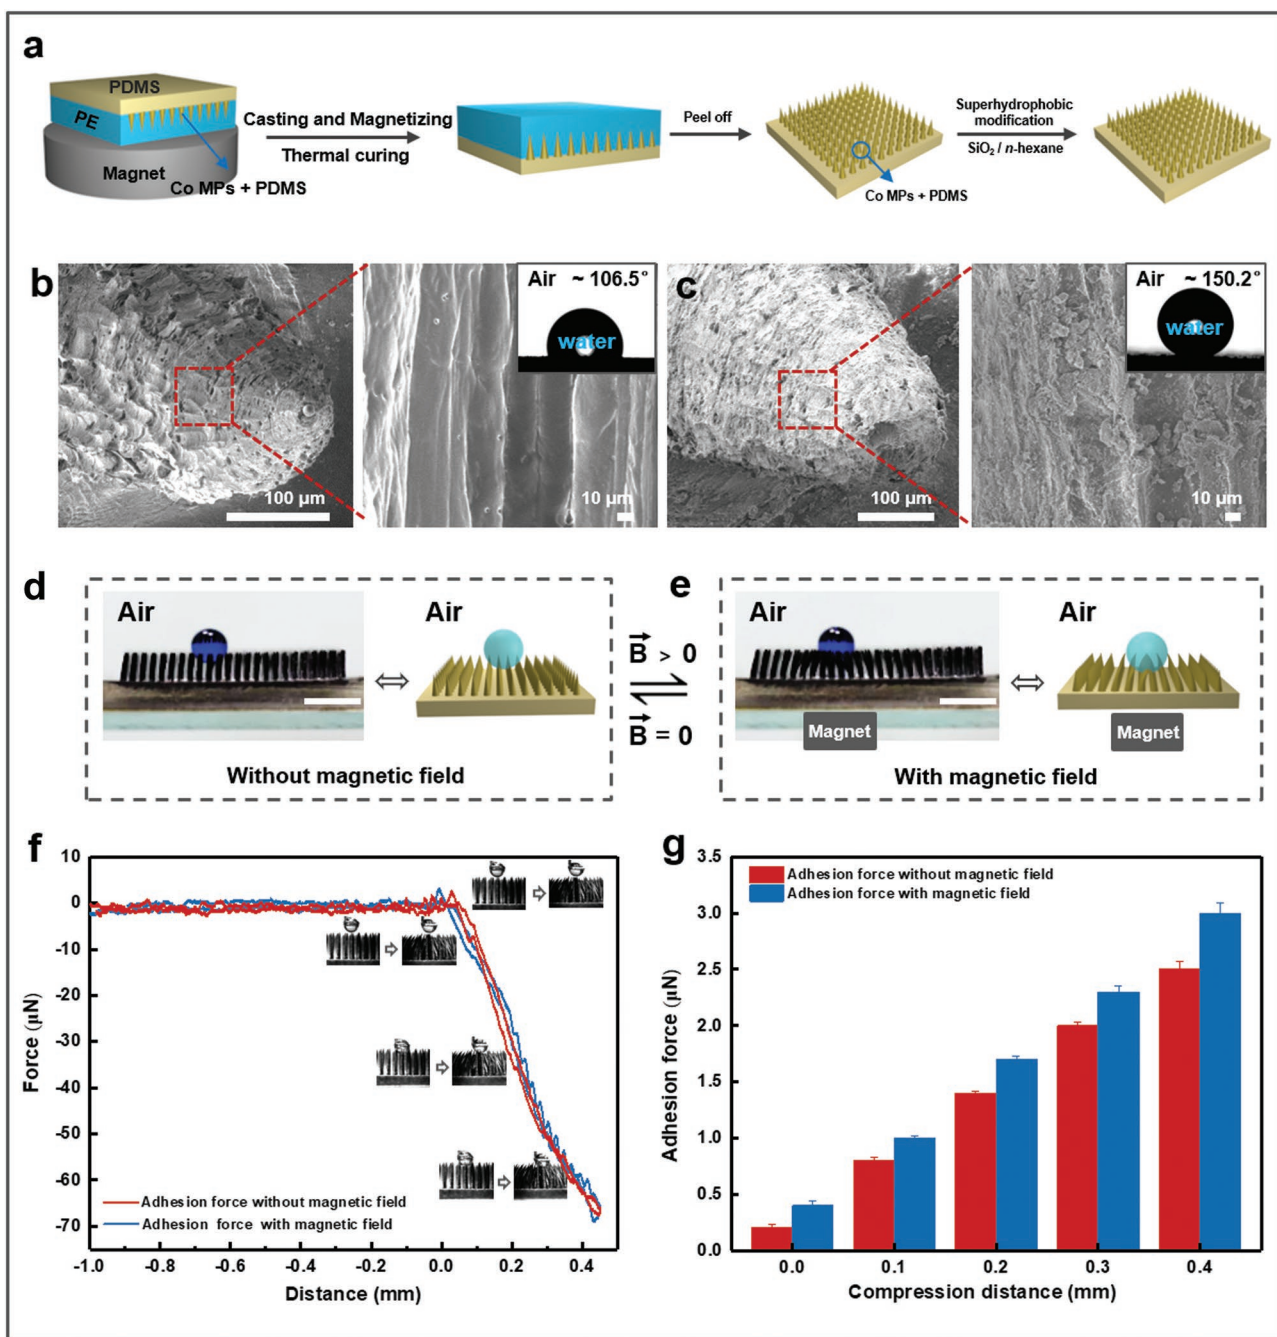 a
PDMS
PE
Magnet
Co MPs + PDMS
Casting and Magnetizing
Thermal curing
Peel off
Co MPs + PDMS
Superhydrophobic
modification
SiO₂ / n-hexane
b
100 µm
Air ~ 106.5°
water
10 µm
c
100 µm
Air ~ 150.2°
water
10 µm
d
Air
Air
Without magnetic field
B⃗ > 0
B⃗ = 0
e
Air
Air
Magnet
Magnet
With magnetic field
f
Force (µN)
10
0
-10
-20
-30
-40
-50
-60
-70
Adhesion force without magnetic field
Adhesion force with magnetic field
-1.0 -0.8 -0.6 -0.4 -0.2 0.0 0.2 0.4
Distance (mm)
g
Adhesion force (µN)
3.5
3.0
2.5
2.0
1.5
1.0
0.5
0.0
Adhesion force without magnetic field
Adhesion force with magnetic field
0.0 0.1 0.2 0.3 0.4
Compression distance (mm)